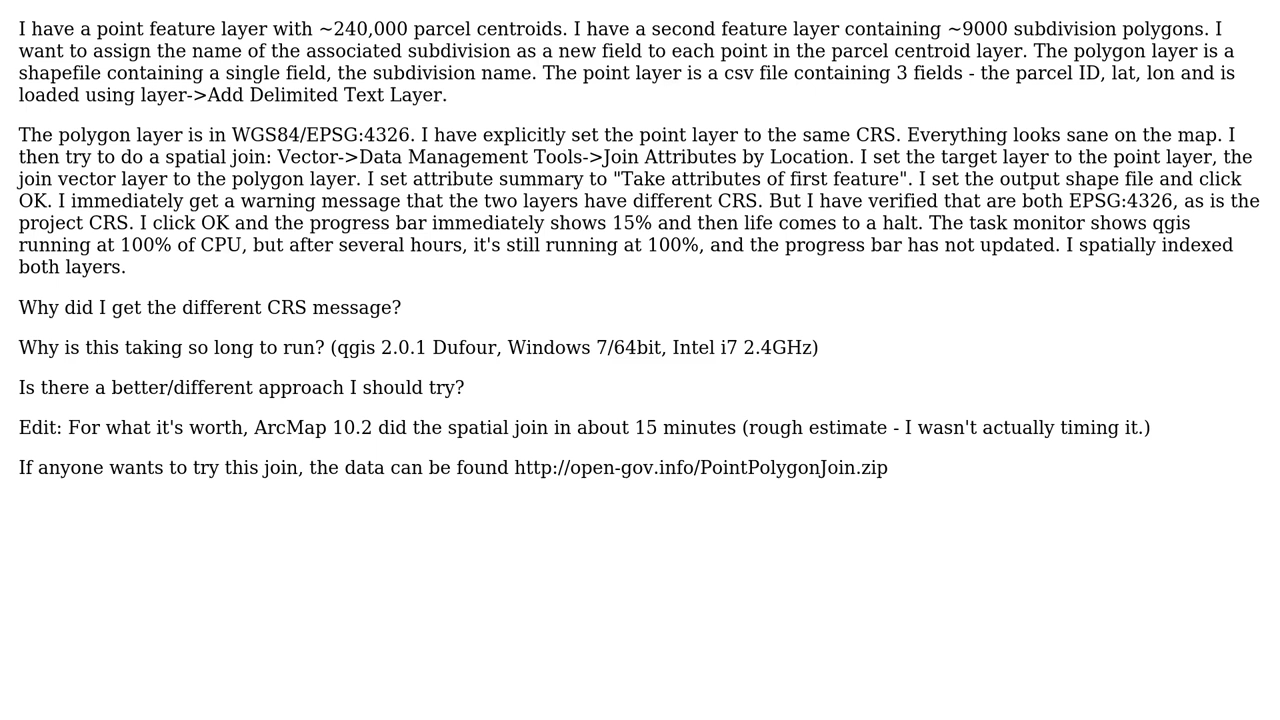 I have a point feature layer with ~240,000 parcel centroids. I have a second feature layer containing ~9000 subdivision polygons. I
want to assign the name of the associated subdivision as a new field to each point in the parcel centroid layer. The polygon layer is a
shapefile containing a single field, the subdivision name. The point layer is a csv file containing 3 fields - the parcel ID, lat, lon and is
loaded using layer->Add Delimited Text Layer.
The polygon layer is in WGS84/EPSG:4326. I have explicitly set the point layer to the same CRS. Everything looks sane on the map. I
then try to do a spatial join: Vector->Data Management Tools->Join Attributes by Location. I set the target layer to the point layer, the
join vector layer to the polygon layer. I set attribute summary to "Take attributes of first feature". I set the output shape file and click
OK. I immediately get a warning message that the two layers have different CRS. But I have verified that are both EPSG:4326, as is the
project CRS. I click OK and the progress bar immediately shows 15% and then life comes to a halt. The task monitor shows qgis
running at 100% of CPU, but after several hours, it's still running at 100%, and the progress bar has not updated. I spatially indexed
both layers.
Why did I get the different CRS message?
Why is this taking so long to run? (qgis 2.0.1 Dufour, Windows 7/64bit, Intel i7 2.4GHz)
Is there a better/different approach I should try?
Edit: For what it's worth, ArcMap 10.2 did the spatial join in about 15 minutes (rough estimate - I wasn't actually timing it.)
If anyone wants to try this join, the data can be found http://open-gov.info/PointPolygonJoin.zip